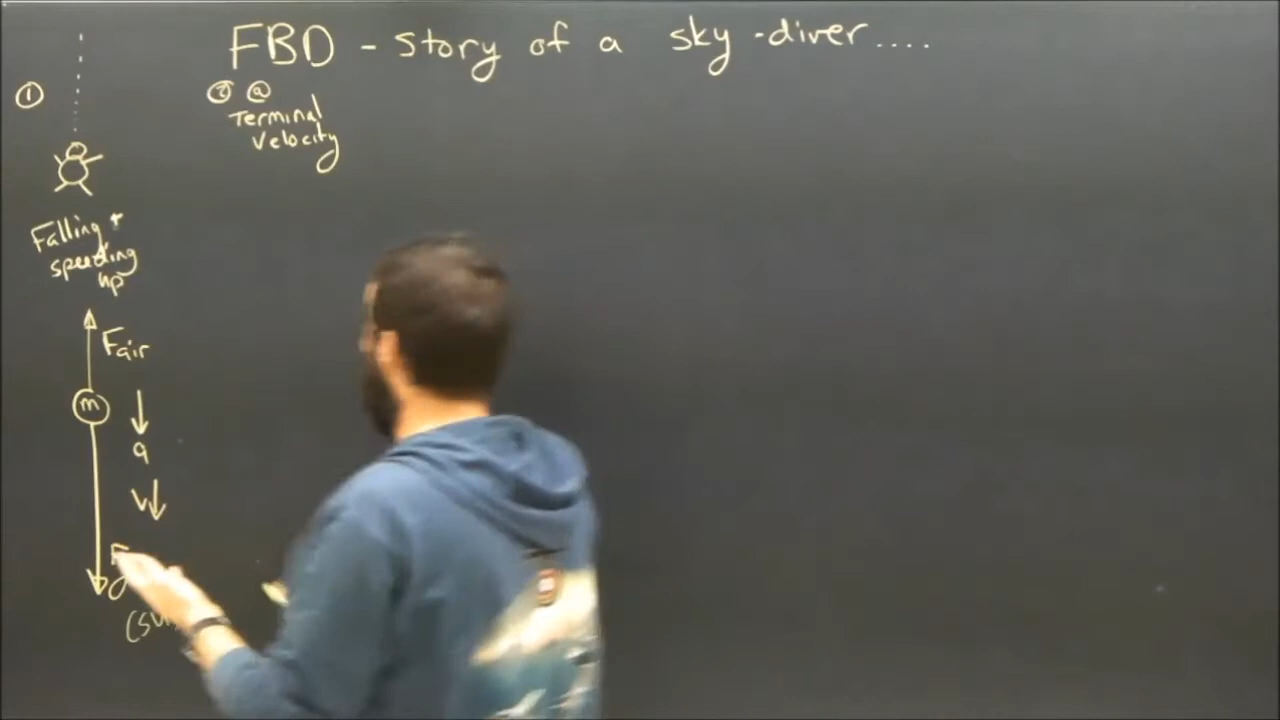 FBD - Story of a sky-diver....
①
② @
Terminal
Velocity
Falling +
speeding
up
Fair
m
a
v